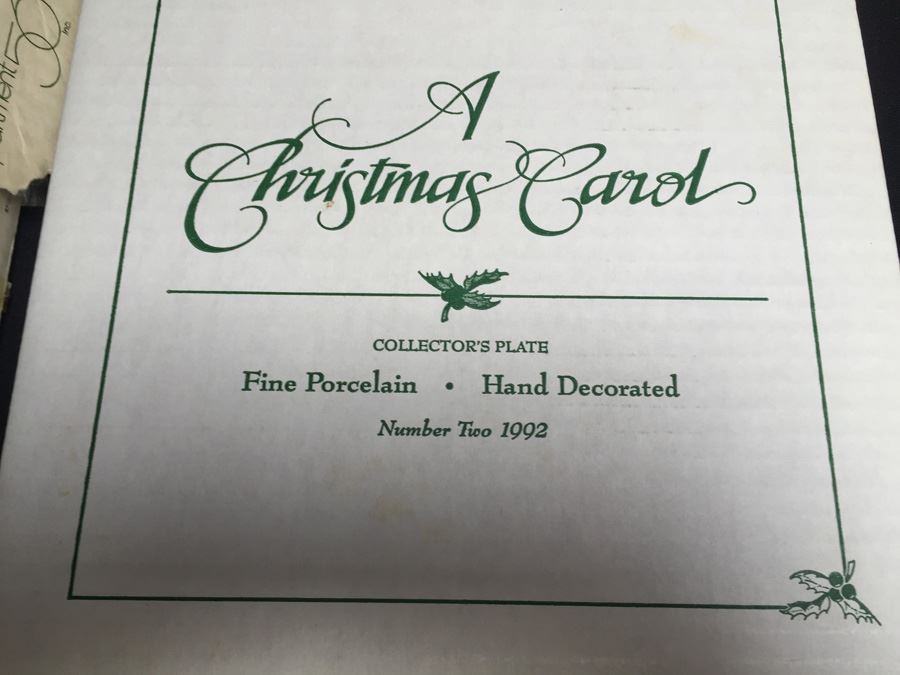 A
Christmas Carol
COLLECTOR'S PLATE
Fine Porcelain • Hand Decorated
Number Two 1992